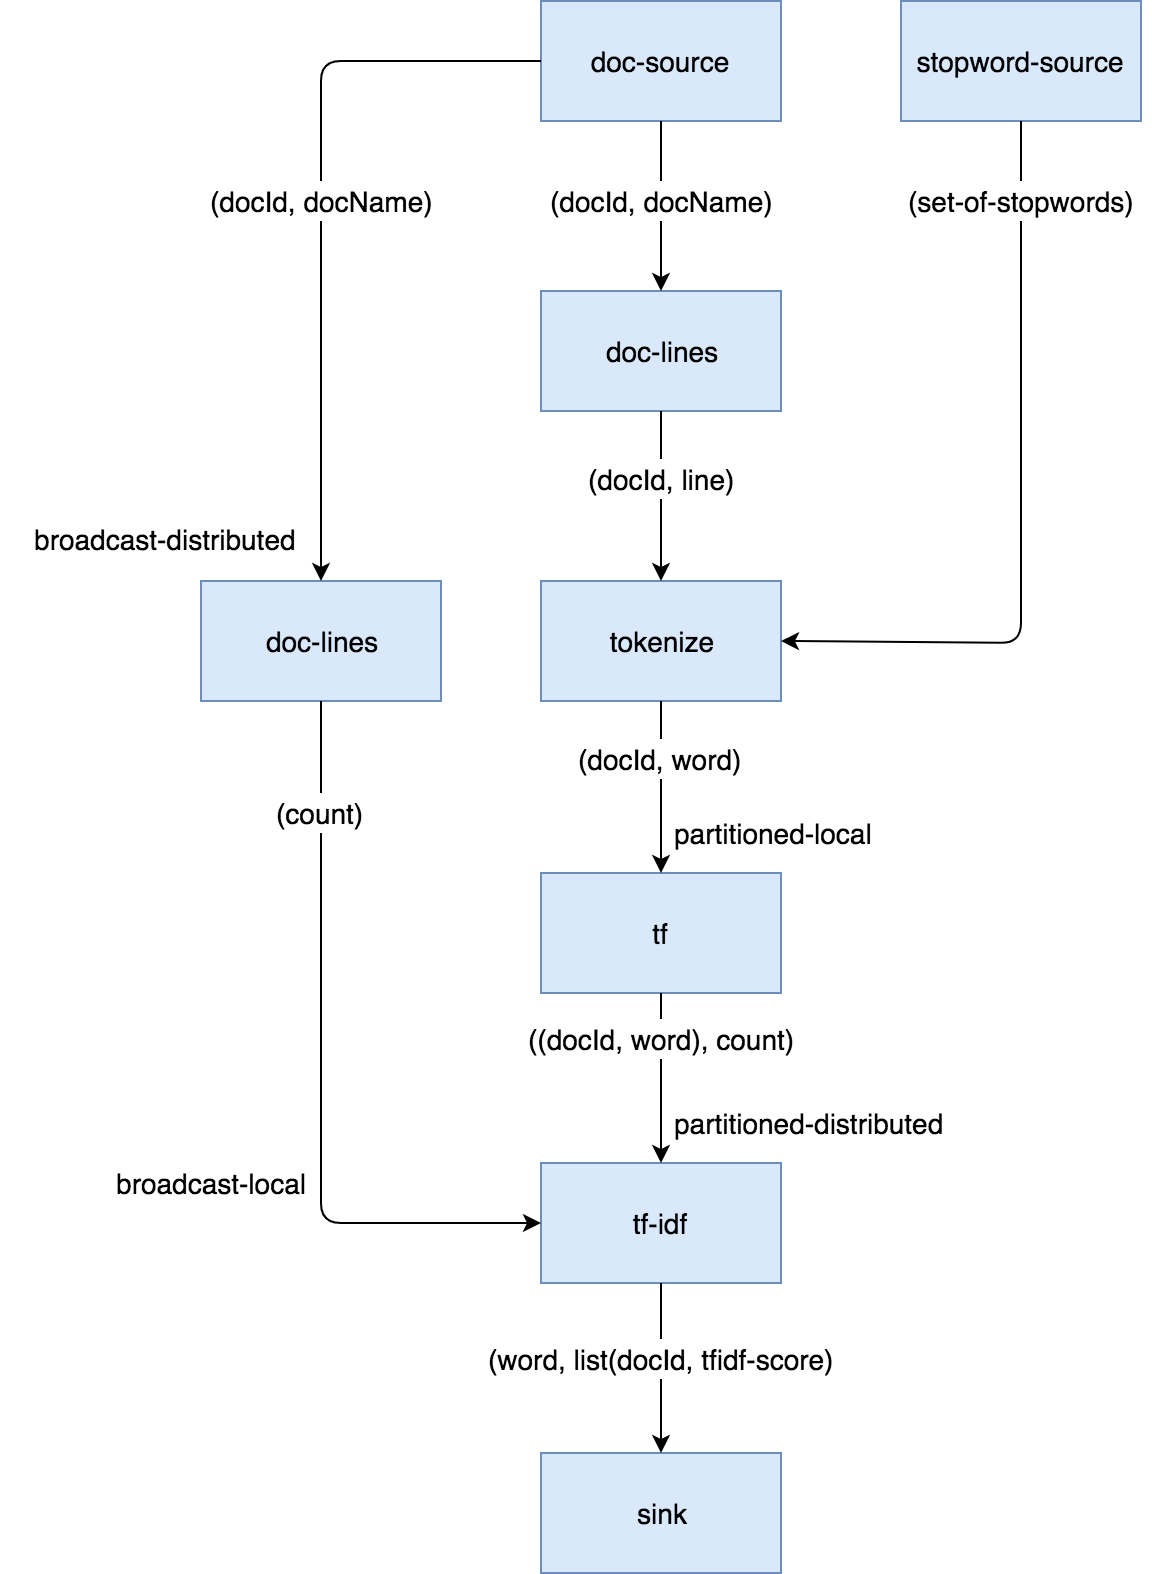 doc-source
stopword-source
(docId, docName)
(docId, docName)
(set-of-stopwords)
doc-lines
(docId, line)
broadcast-distributed
doc-lines
tokenize
(docId, word)
(count)
partitioned-local
tf
((docId, word), count)
partitioned-distributed
broadcast-local
tf-idf
(word, list(docId, tfidf-score)
sink